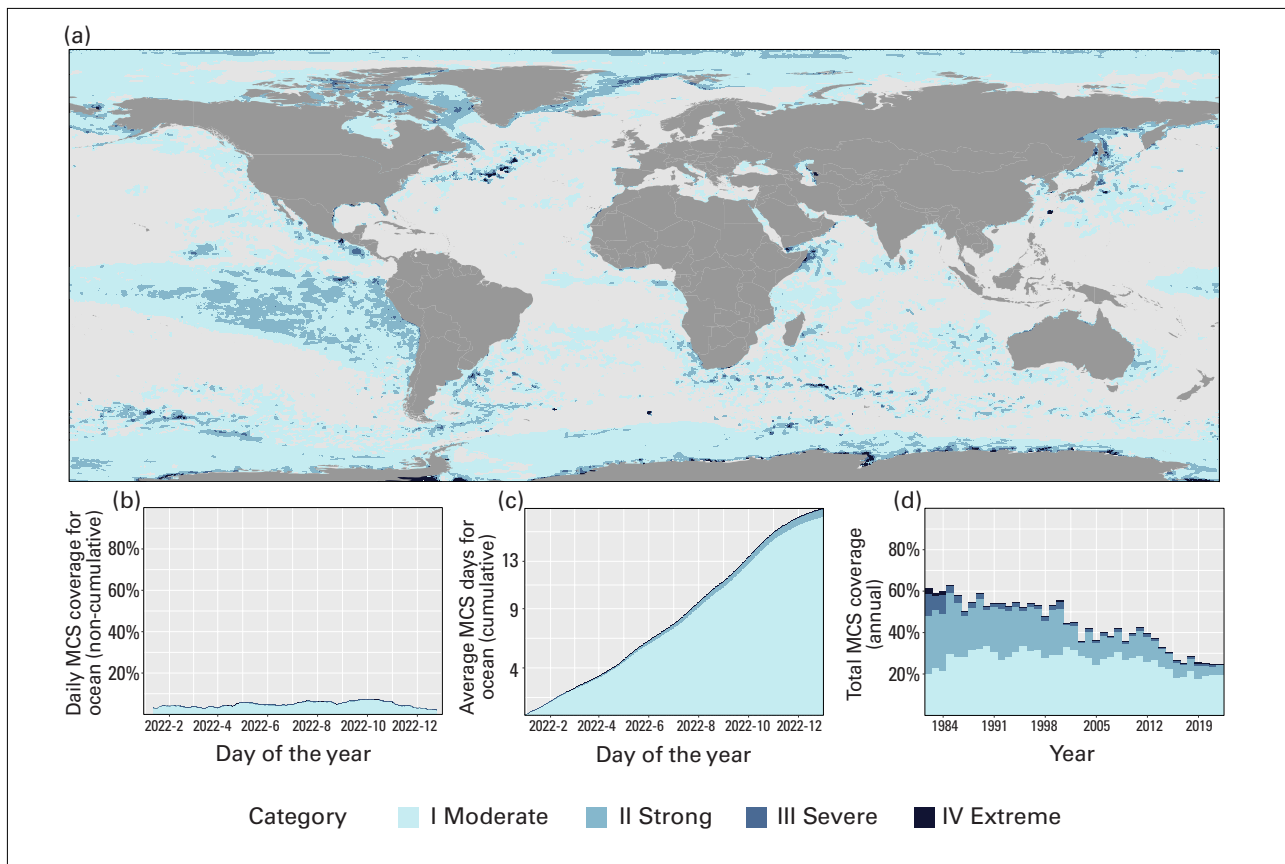 (a)
(b)
Daily MCS coverage for
ocean (non-cumulative)
80%
60%
40%
20%
2022-2 2022-4 2022-6 2022-8 2022-10 2022-12
Day of the year
(c)
Average MCS days for
ocean (cumulative)
13
9
4
2022-2 2022-4 2022-6 2022-8 2022-10 2022-12
Day of the year
(d)
Total MCS coverage
(annual)
80%
60%
40%
20%
1984 1991 1998 2005 2012 2019
Year
Category I Moderate II Strong III Severe IV Extreme